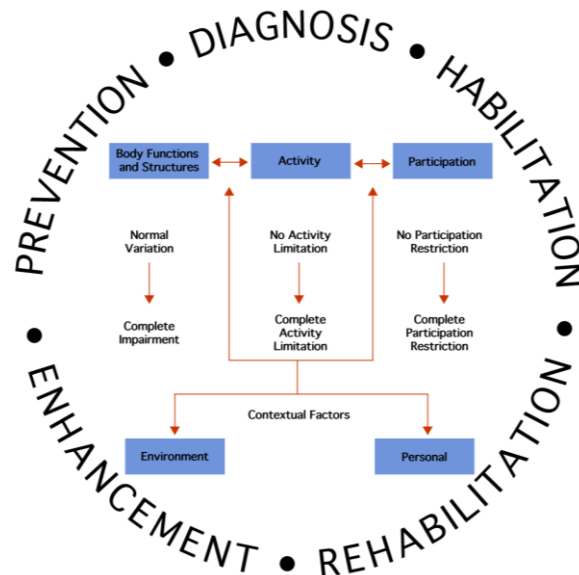 PREVENTION • DIAGNOSIS • HABILITATION • REHABILITATION • ENHANCEMENT •
Body Functions
and Structures
Activity
Participation
Normal
Variation
No Activity
Limitation
No Participation
Restriction
Complete
Impairment
Complete
Activity
Limitation
Complete
Participation
Restriction
Contextual Factors
Environment
Personal